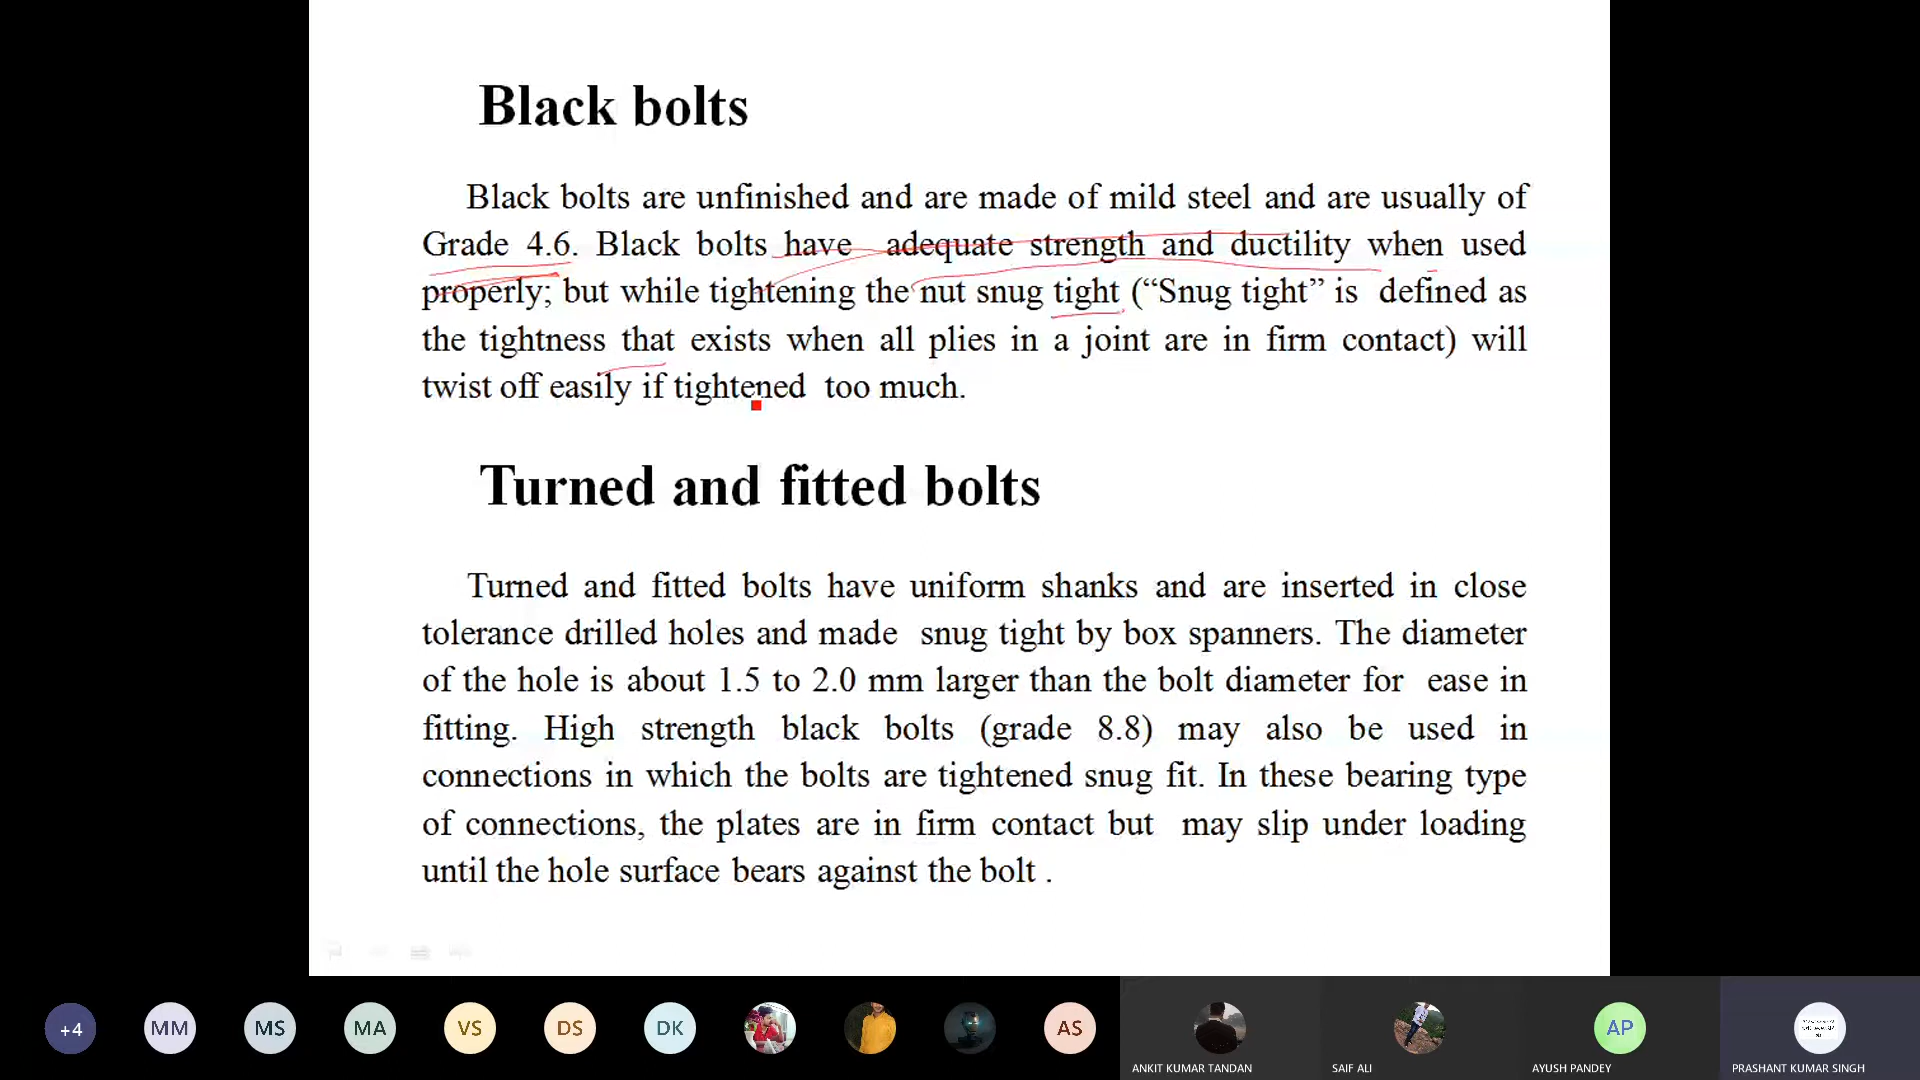 Black bolts
Black bolts are unfinished and are made of mild steel and are usually of
Grade 4.6. Black bolts have adequate strength and ductility when used
properly; but while tightening the nut snug tight (“Snug tight” is defined as
the tightness that exists when all plies in a joint are in firm contact) will
twist off easily if tightened too much.
Turned and fitted bolts
Turned and fitted bolts have uniform shanks and are inserted in close
tolerance drilled holes and made snug tight by box spanners. The diameter
of the hole is about 1.5 to 2.0 mm larger than the bolt diameter for ease in
fitting. High strength black bolts (grade 8.8) may also be used in
connections in which the bolts are tightened snug fit. In these bearing type
of connections, the plates are in firm contact but may slip under loading
until the hole surface bears against the bolt .
+4 MM MS MA VS DS DK AS AP
ANKIT KUMAR TANDAN SAIF ALI AYUSH PANDEY PRASHANT KUMAR SINGH